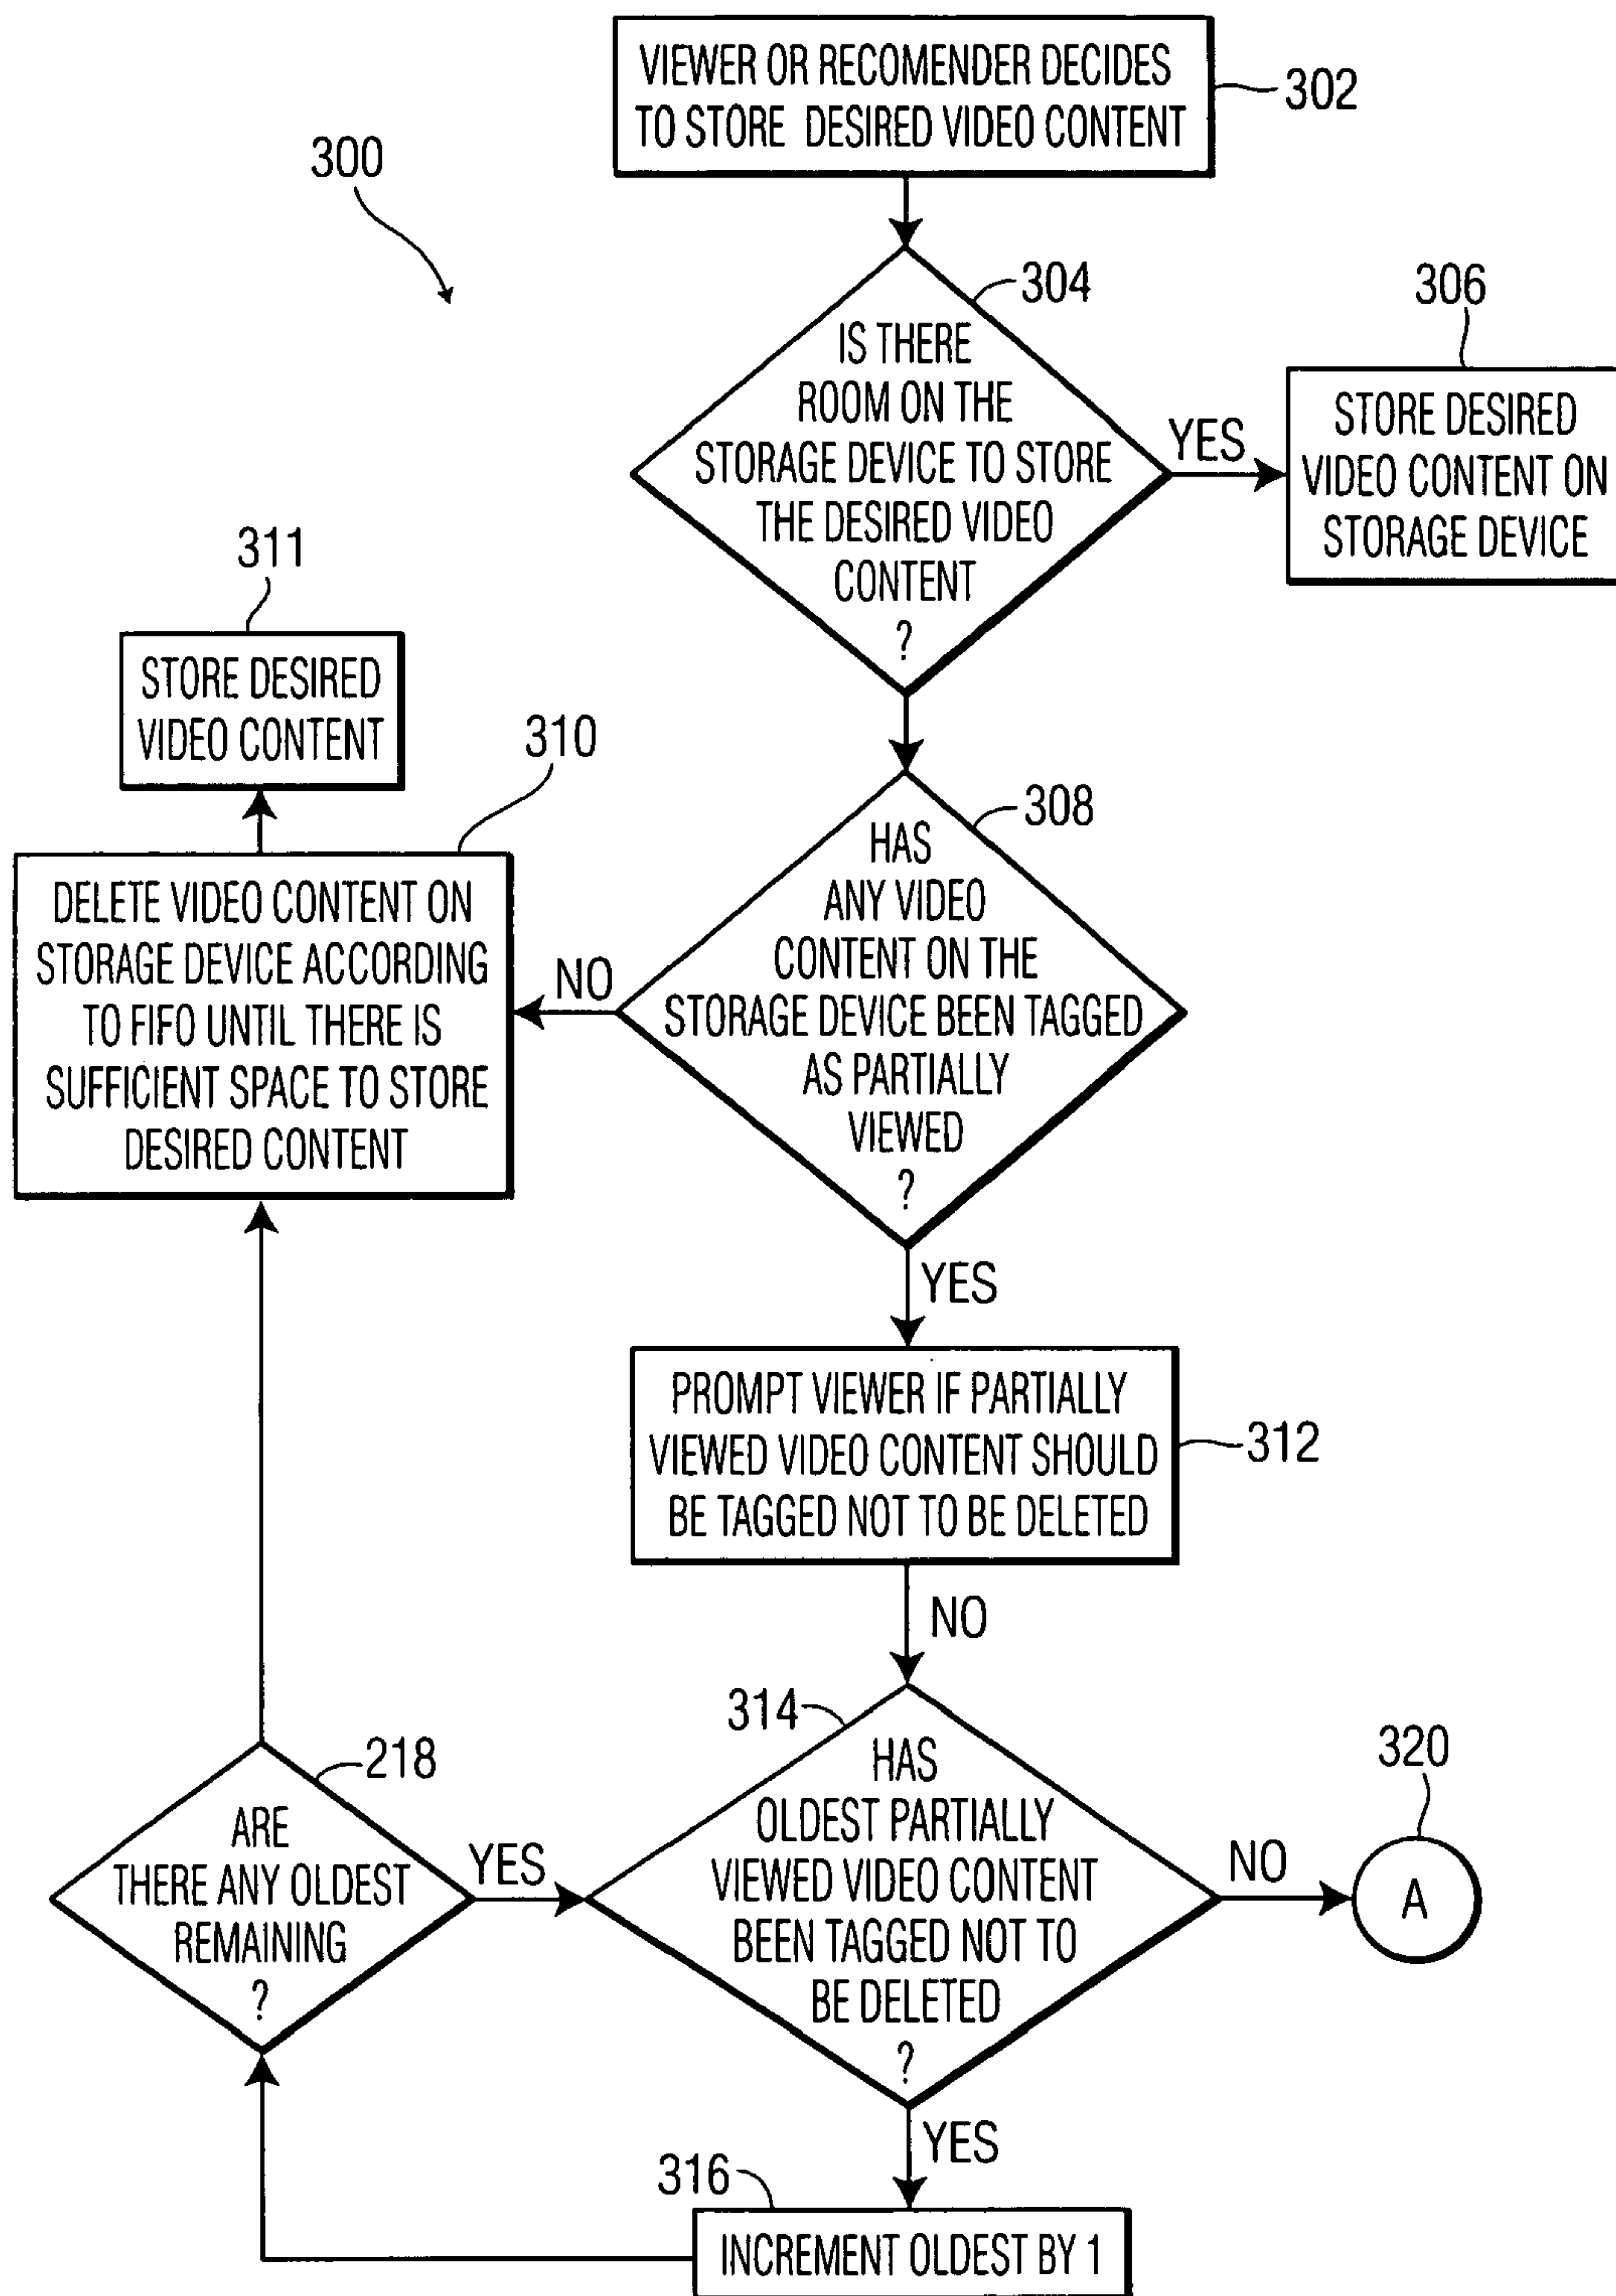 VIEWER OR RECOMENDER DECIDES
TO STORE DESIRED VIDEO CONTENT
302
300
304
IS THERE
ROOM ON THE
STORAGE DEVICE TO STORE
THE DESIRED VIDEO
CONTENT
?
YES
306
STORE DESIRED
VIDEO CONTENT ON
STORAGE DEVICE
311
STORE DESIRED
VIDEO CONTENT
310
DELETE VIDEO CONTENT ON
STORAGE DEVICE ACCORDING
TO FIFO UNTIL THERE IS
SUFFICIENT SPACE TO STORE
DESIRED CONTENT
NO
308
HAS
ANY VIDEO
CONTENT ON THE
STORAGE DEVICE BEEN TAGGED
AS PARTIALLY
VIEWED
?
YES
PROMPT VIEWER IF PARTIALLY
VIEWED VIDEO CONTENT SHOULD
BE TAGGED NOT TO BE DELETED
312
NO
314
HAS
OLDEST PARTIALLY
VIEWED VIDEO CONTENT
BEEN TAGGED NOT TO
BE DELETED
?
NO
320
A
218
ARE
THERE ANY OLDEST
REMAINING
?
YES
YES
316
INCREMENT OLDEST BY 1